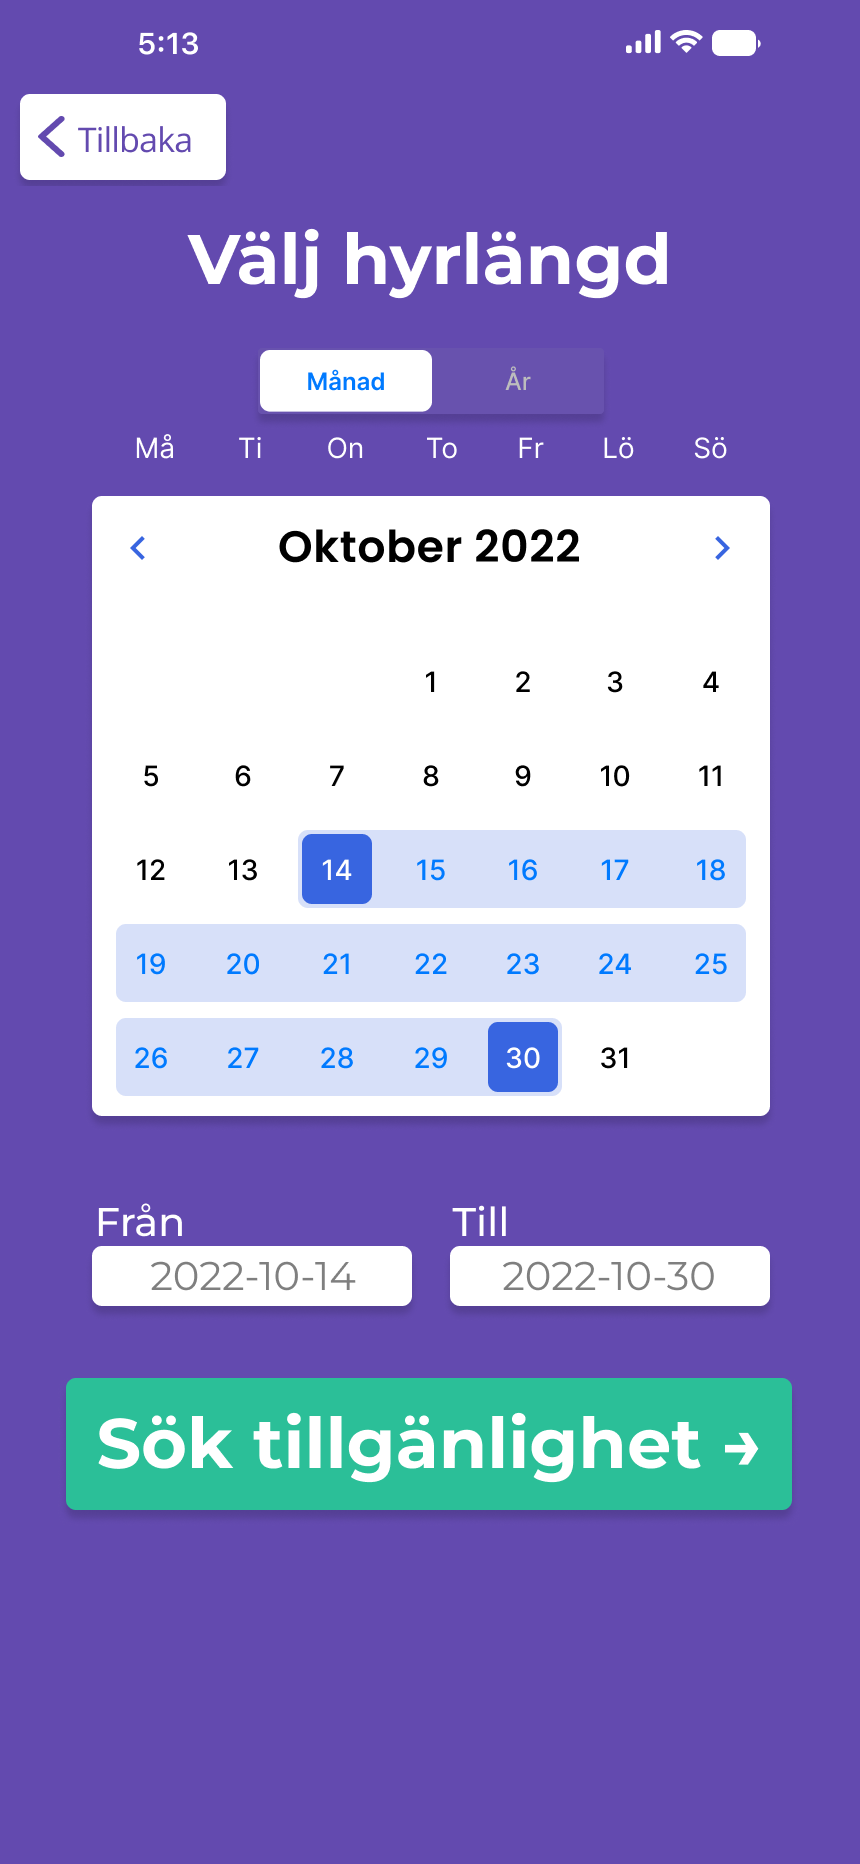 5:13
Tillbaka
Välj hyrlängd
Månad År
Må Ti On To Fr Lö Sö
Oktober 2022
1 2 3 4
5 6 7 8 9 10 11
12 13 14 15 16 17 18
19 20 21 22 23 24 25
26 27 28 29 30 31
Från Till
2022-10-14 2022-10-30
Sök tillgänlighet →